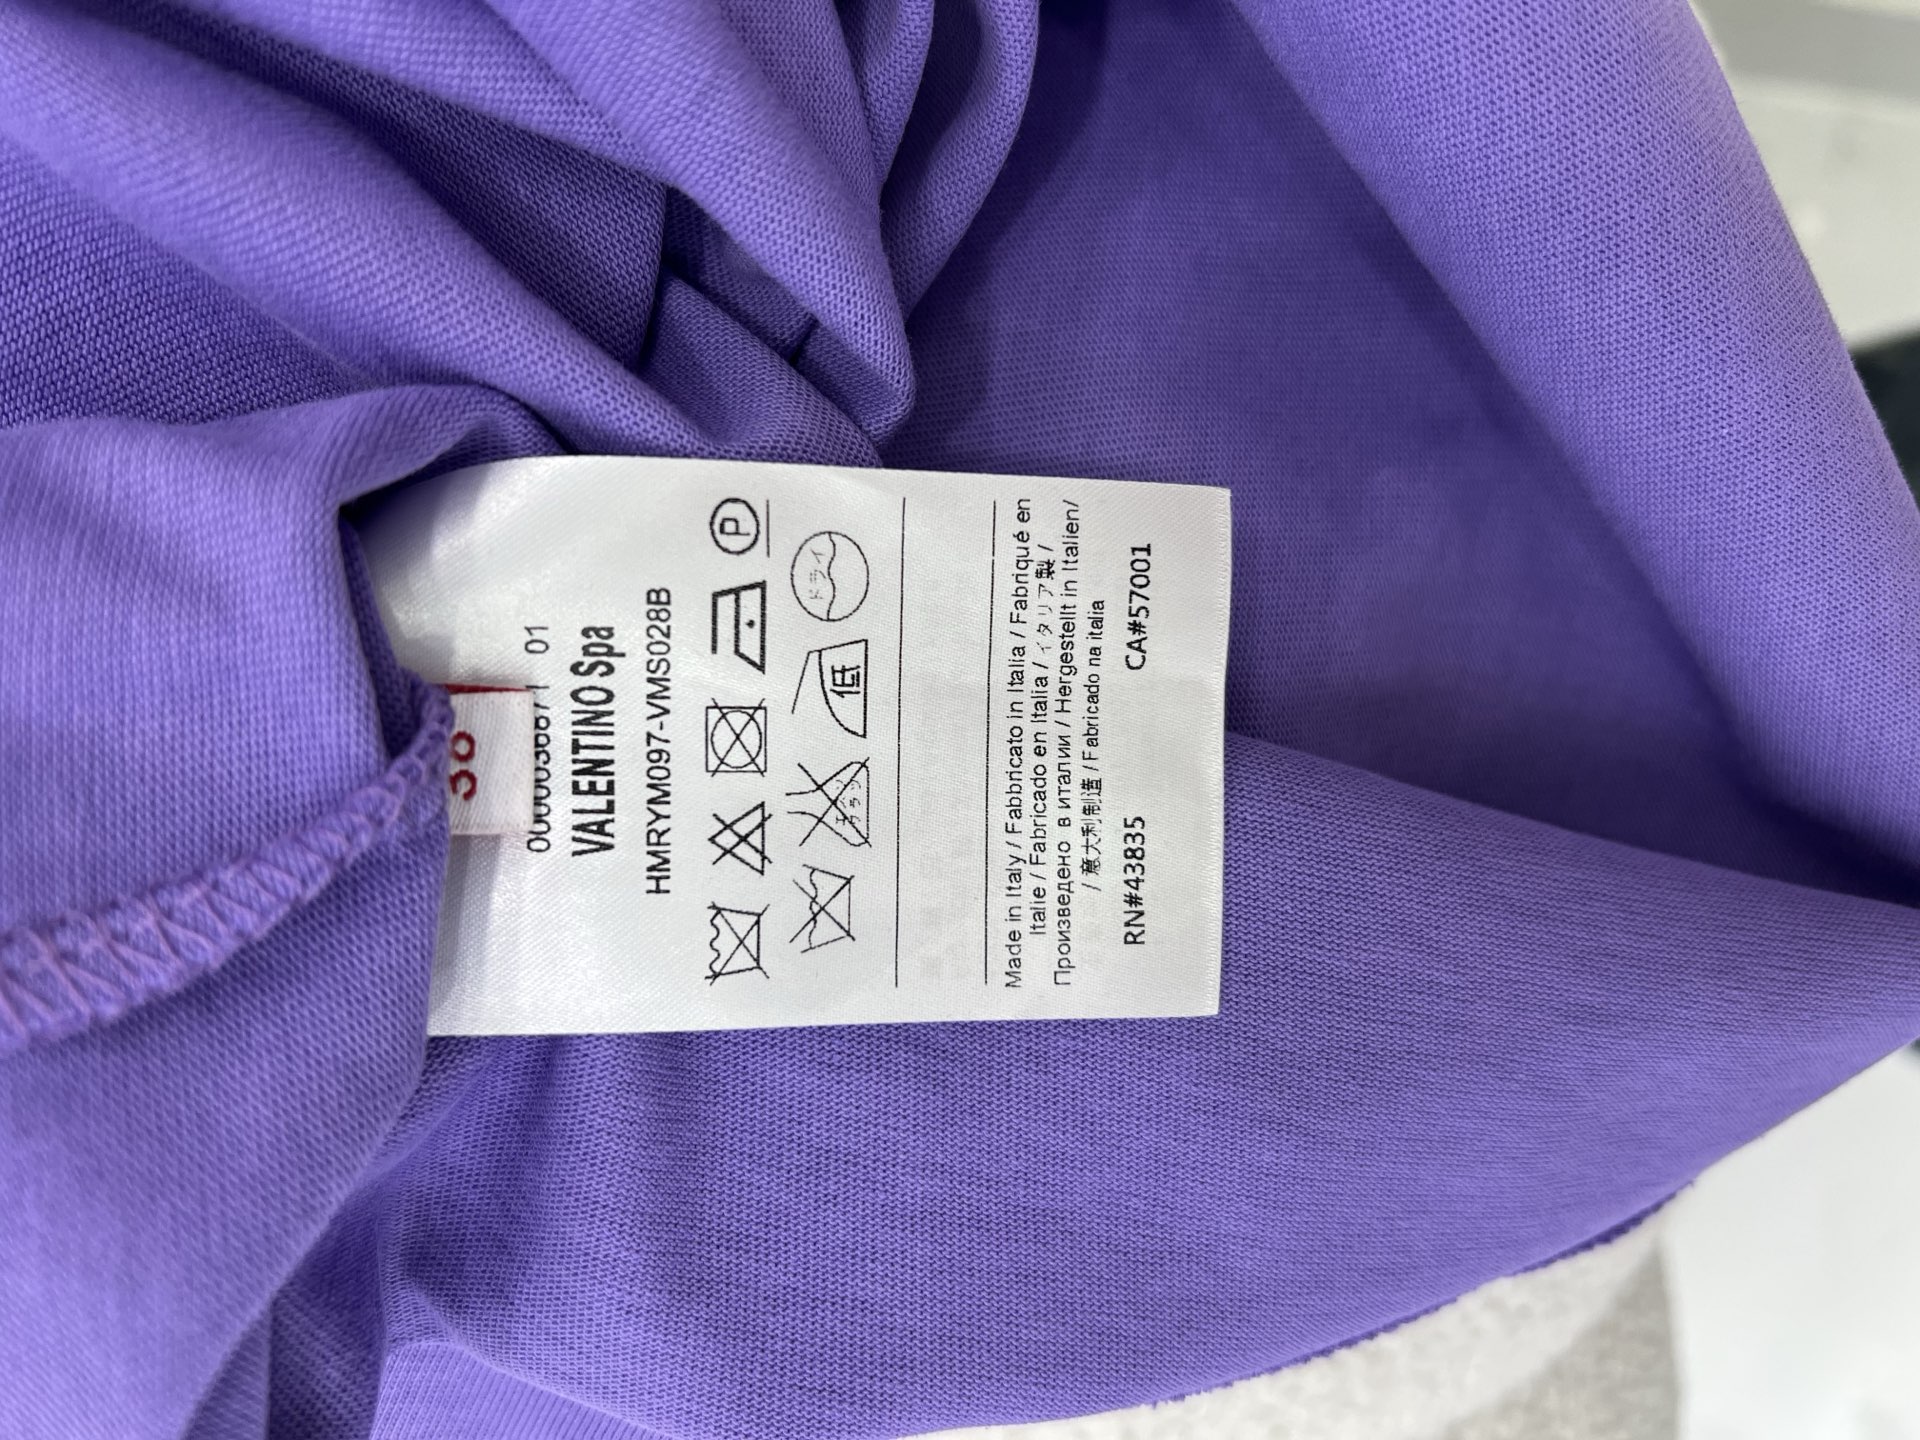 38
01
VALENTINO Spa
HMRYM097-VMS028B
P
低
ドライ
Made in Italy / Fabbricato in Italia / Fabriqué en
Italie / Fabricado en Italia / イタリア製 /
Произведено в италии / Hergestellt in Italien/
/ 意大利制造 / Fabricado na italia
RN#43835 CA#57001